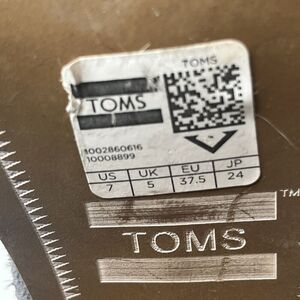 TOMS
TOMS
1002860616
10008899
US UK EU JP
7 5 37.5 24
TM
TOMS